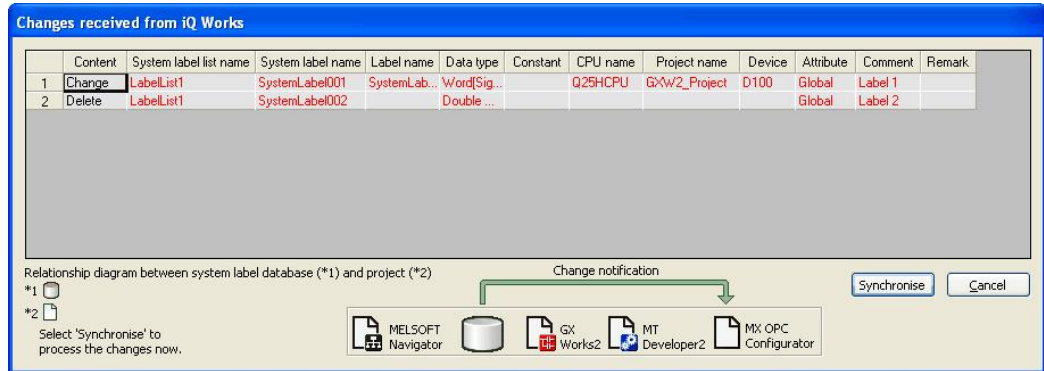 Changes received from iQ Works
Content System label list name System label name Label name Data type Constant CPU name Project name Device Attribute Comment Remark
1 Change LabelList1 SystemLabel001 SystemLab... Word[Sig... Q25HCPU GXW2_Project D100 Global Label 1
2 Delete LabelList1 SystemLabel002 Double ... Global Label 2
Relationship diagram between system label database (*1) and project (*2)
Change notification
*1
*2
Select 'Synchronise' to
process the changes now.
Synchronise Cancel
MELSOFT
Navigator
GX
Works2
MT
Developer2
MX OPC
Configurator